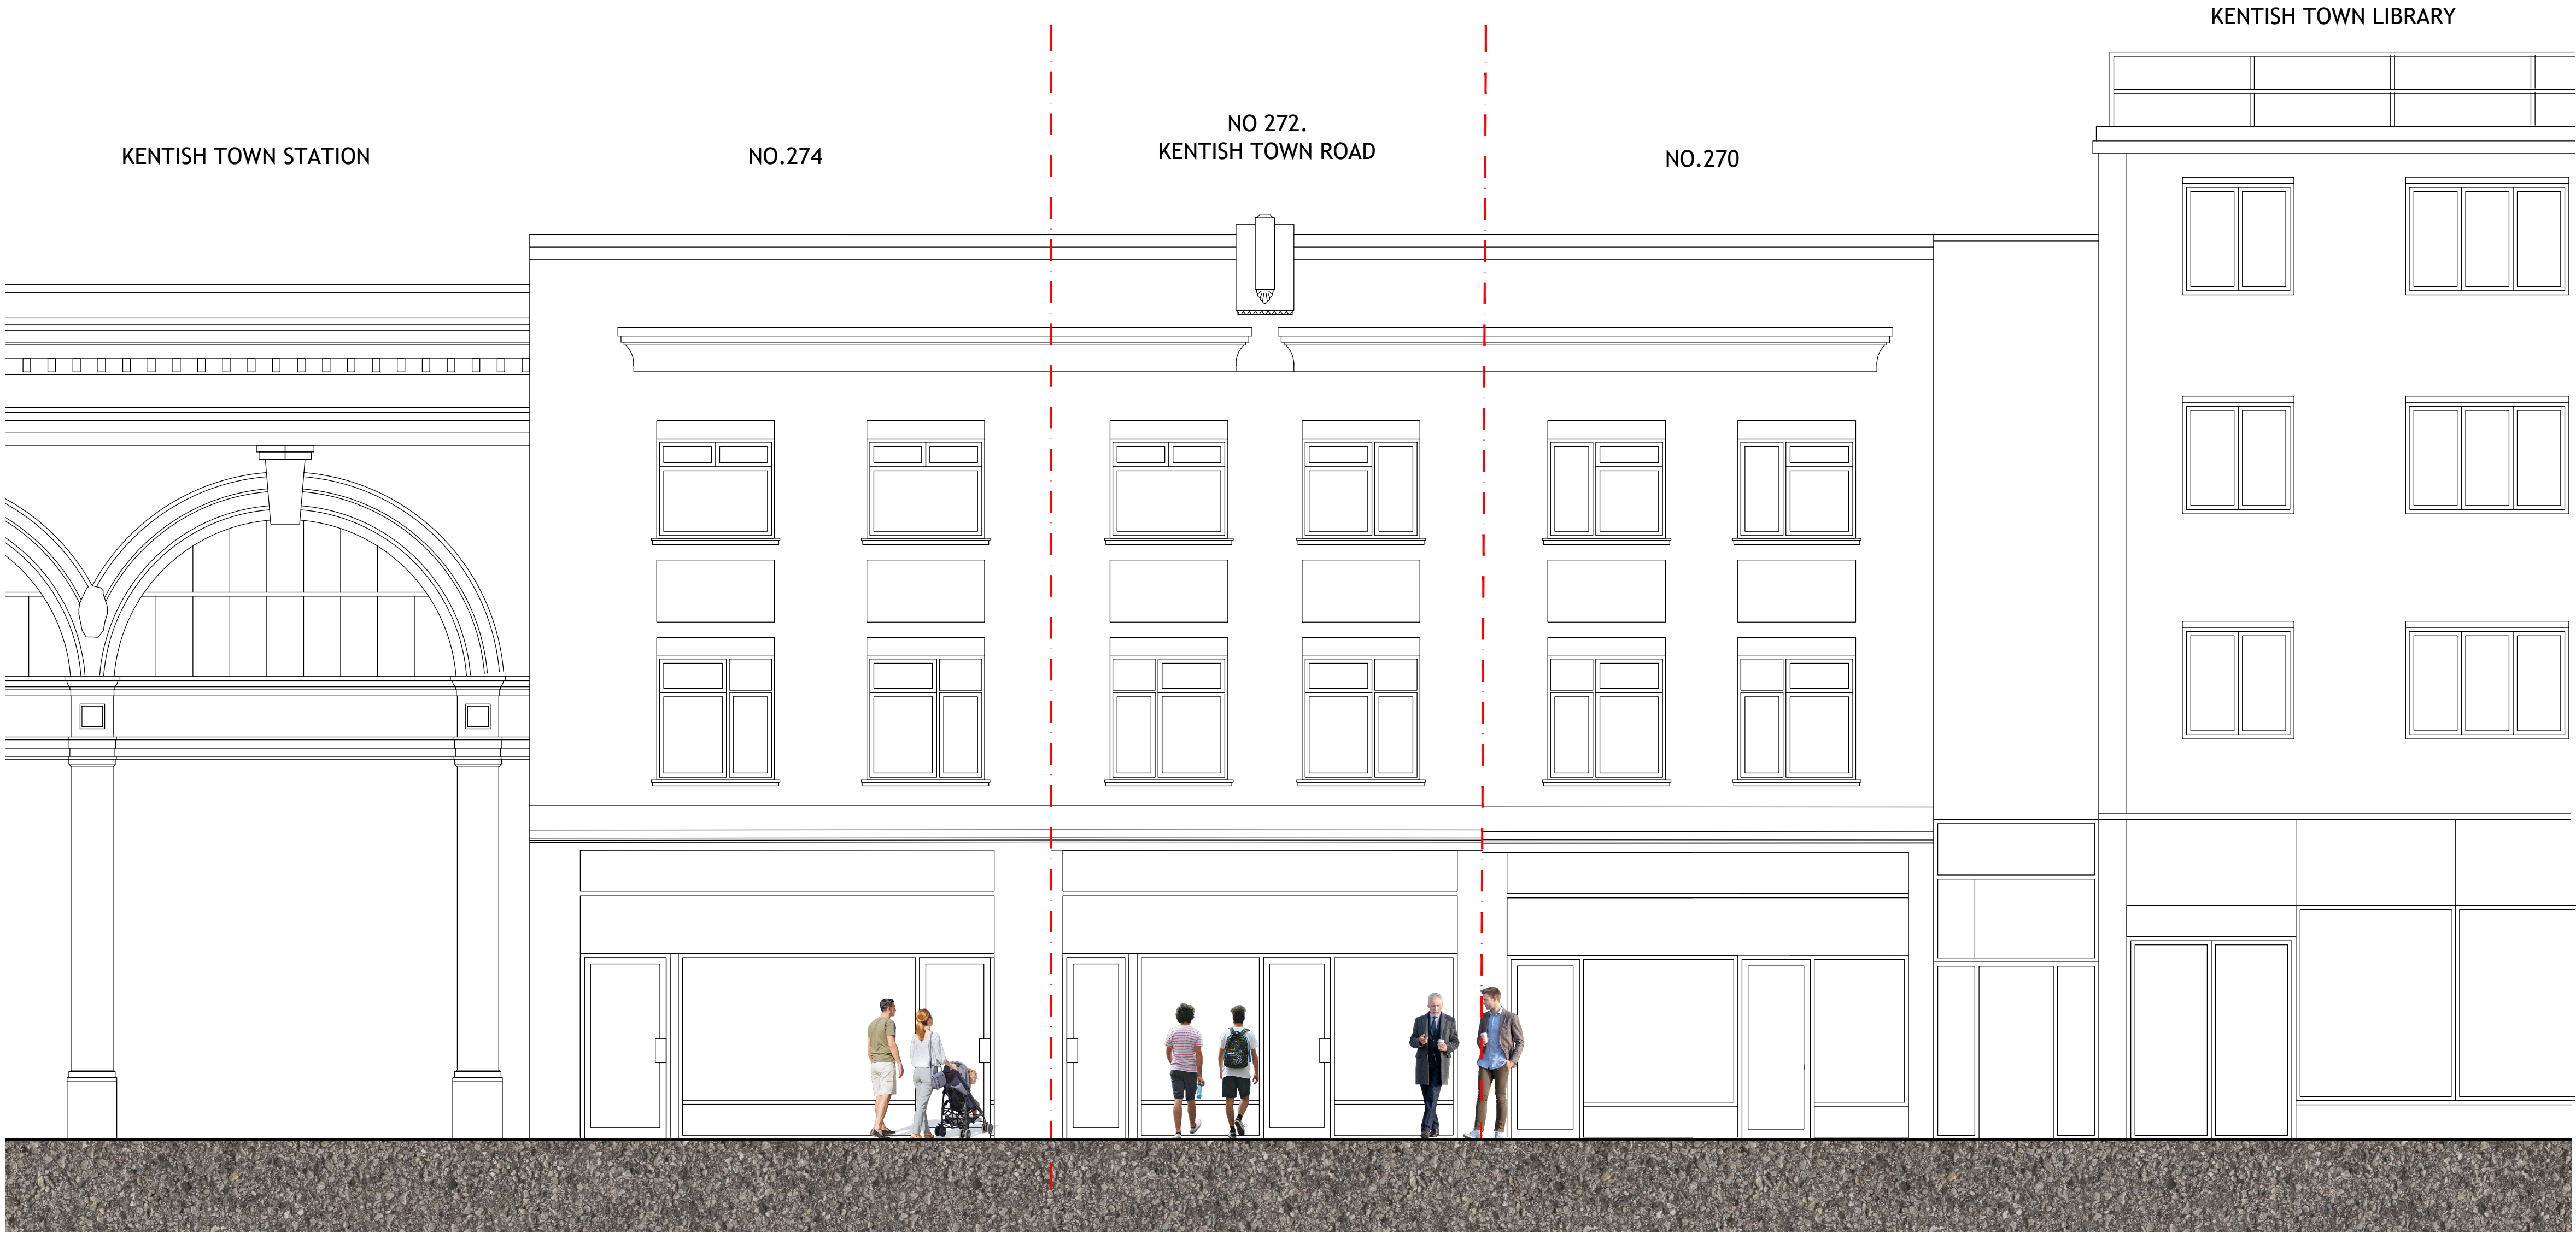 KENTISH TOWN LIBRARY
NO 272.
KENTISH TOWN ROAD
KENTISH TOWN STATION
NO.274
NO.270